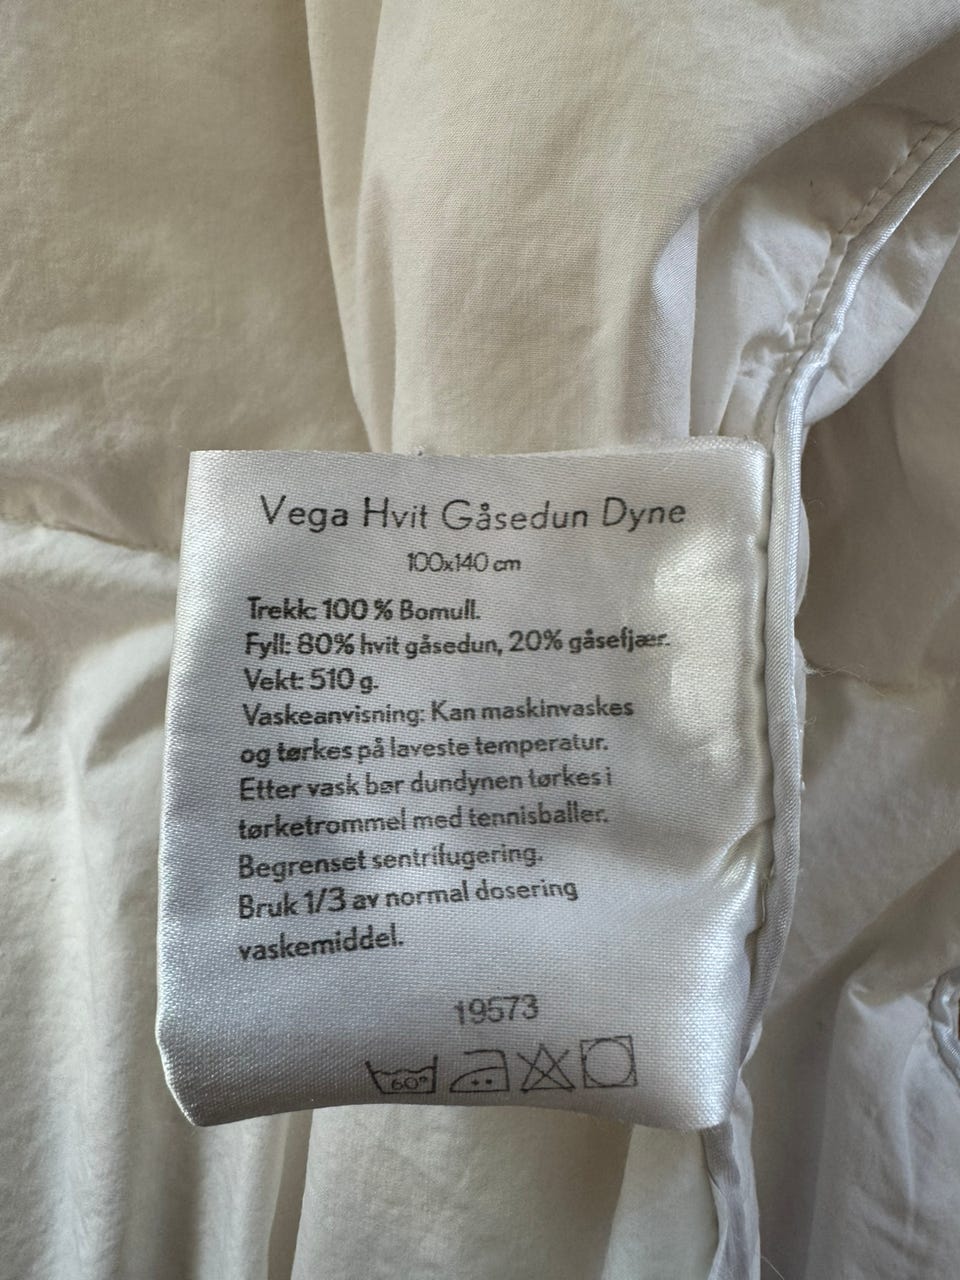 Vega Hvit Gåsedun Dyne
100x140 cm
Trekk: 100 % Bomull.
Fyll: 80% hvit gåsedun, 20% gåsefjær.
Vekt: 510 g.
Vaskeanvisning: Kan maskinvaskes
og tørkes på laveste temperatur.
Etter vask bør dundynen tørkes i
tørketrommel med tennisballer.
Begrenset sentrifugering.
Bruk 1/3 av normal dosering
vaskemiddel.
19573
60°